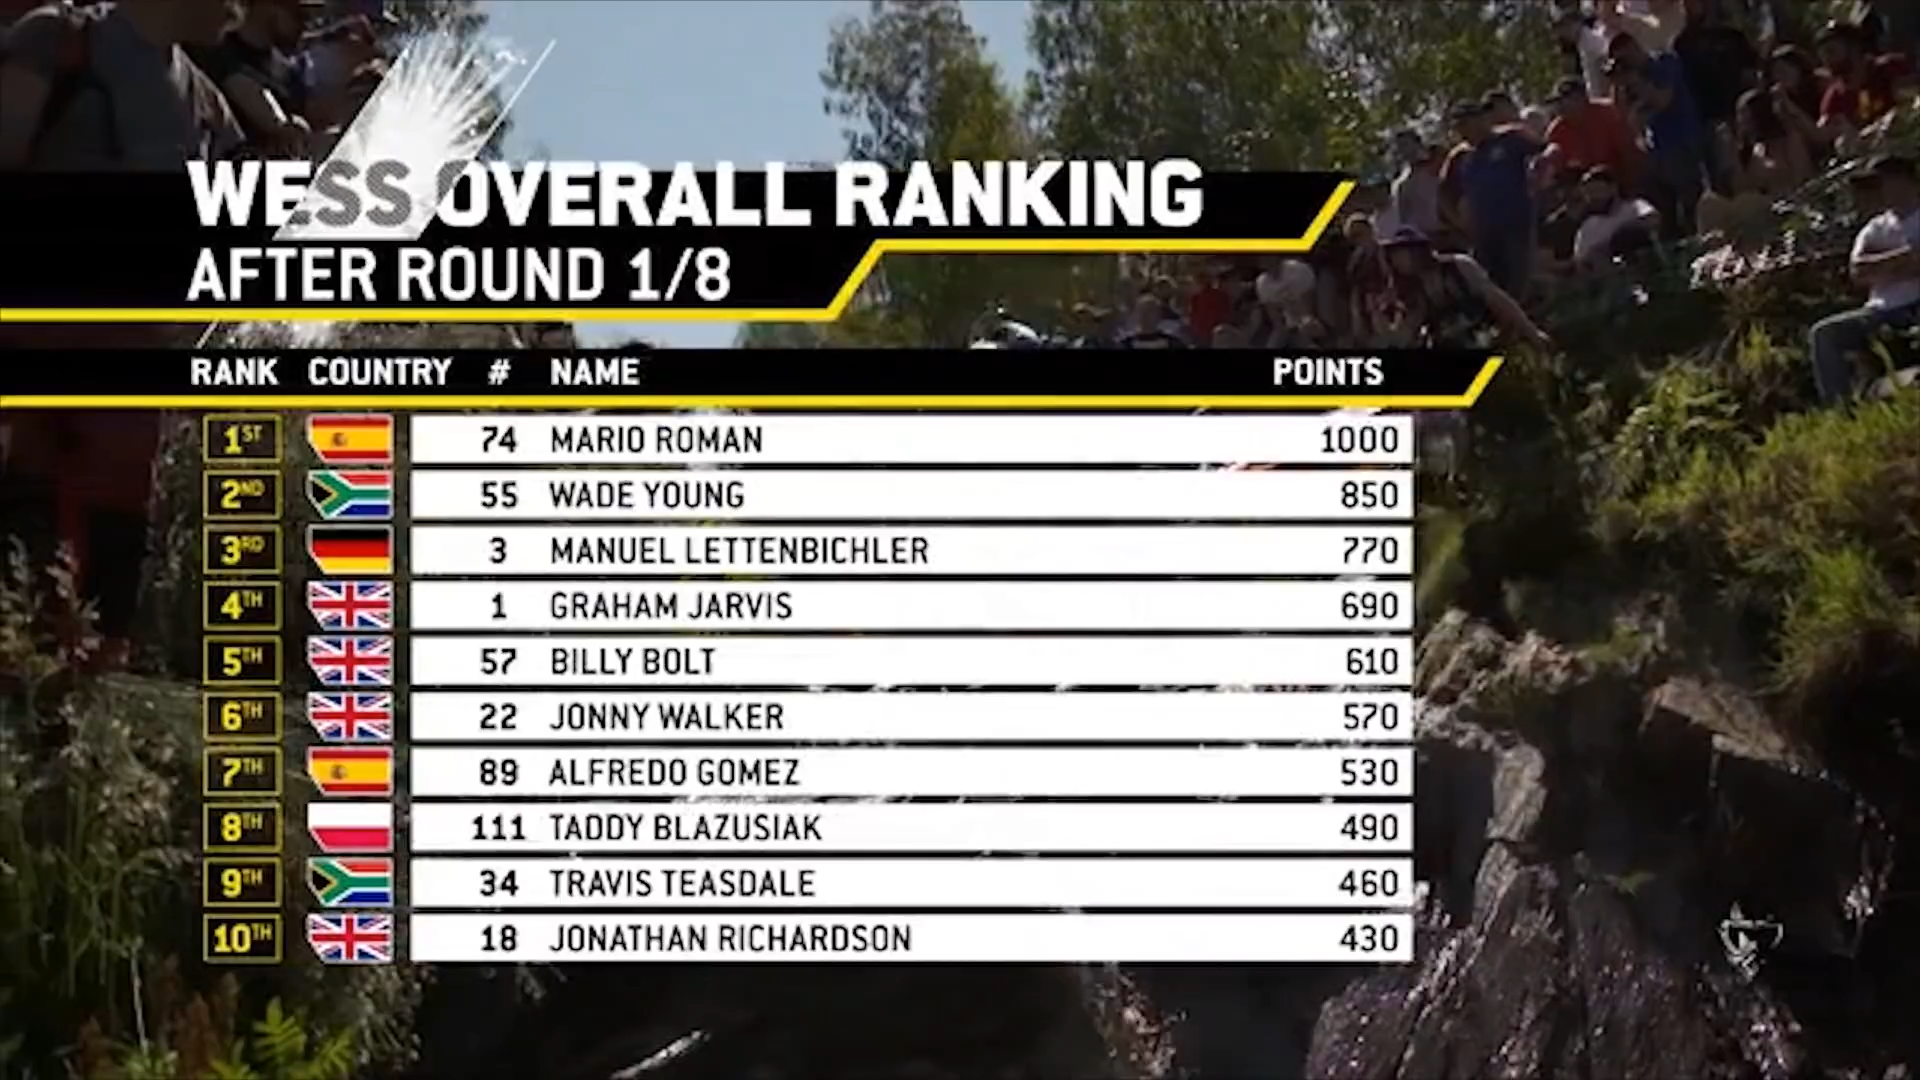 WESS OVERALL RANKING
AFTER ROUND 1/8
RANK COUNTRY # NAME POINTS
1ST 74 MARIO ROMAN 1000
2ND 55 WADE YOUNG 850
3RD 3 MANUEL LETTENBICHLER 770
4TH 1 GRAHAM JARVIS 690
5TH 57 BILLY BOLT 610
6TH 22 JONNY WALKER 570
7TH 89 ALFREDO GOMEZ 530
8TH 111 TADDY BLAZUSIAK 490
9TH 34 TRAVIS TEASDALE 460
10TH 18 JONATHAN RICHARDSON 430